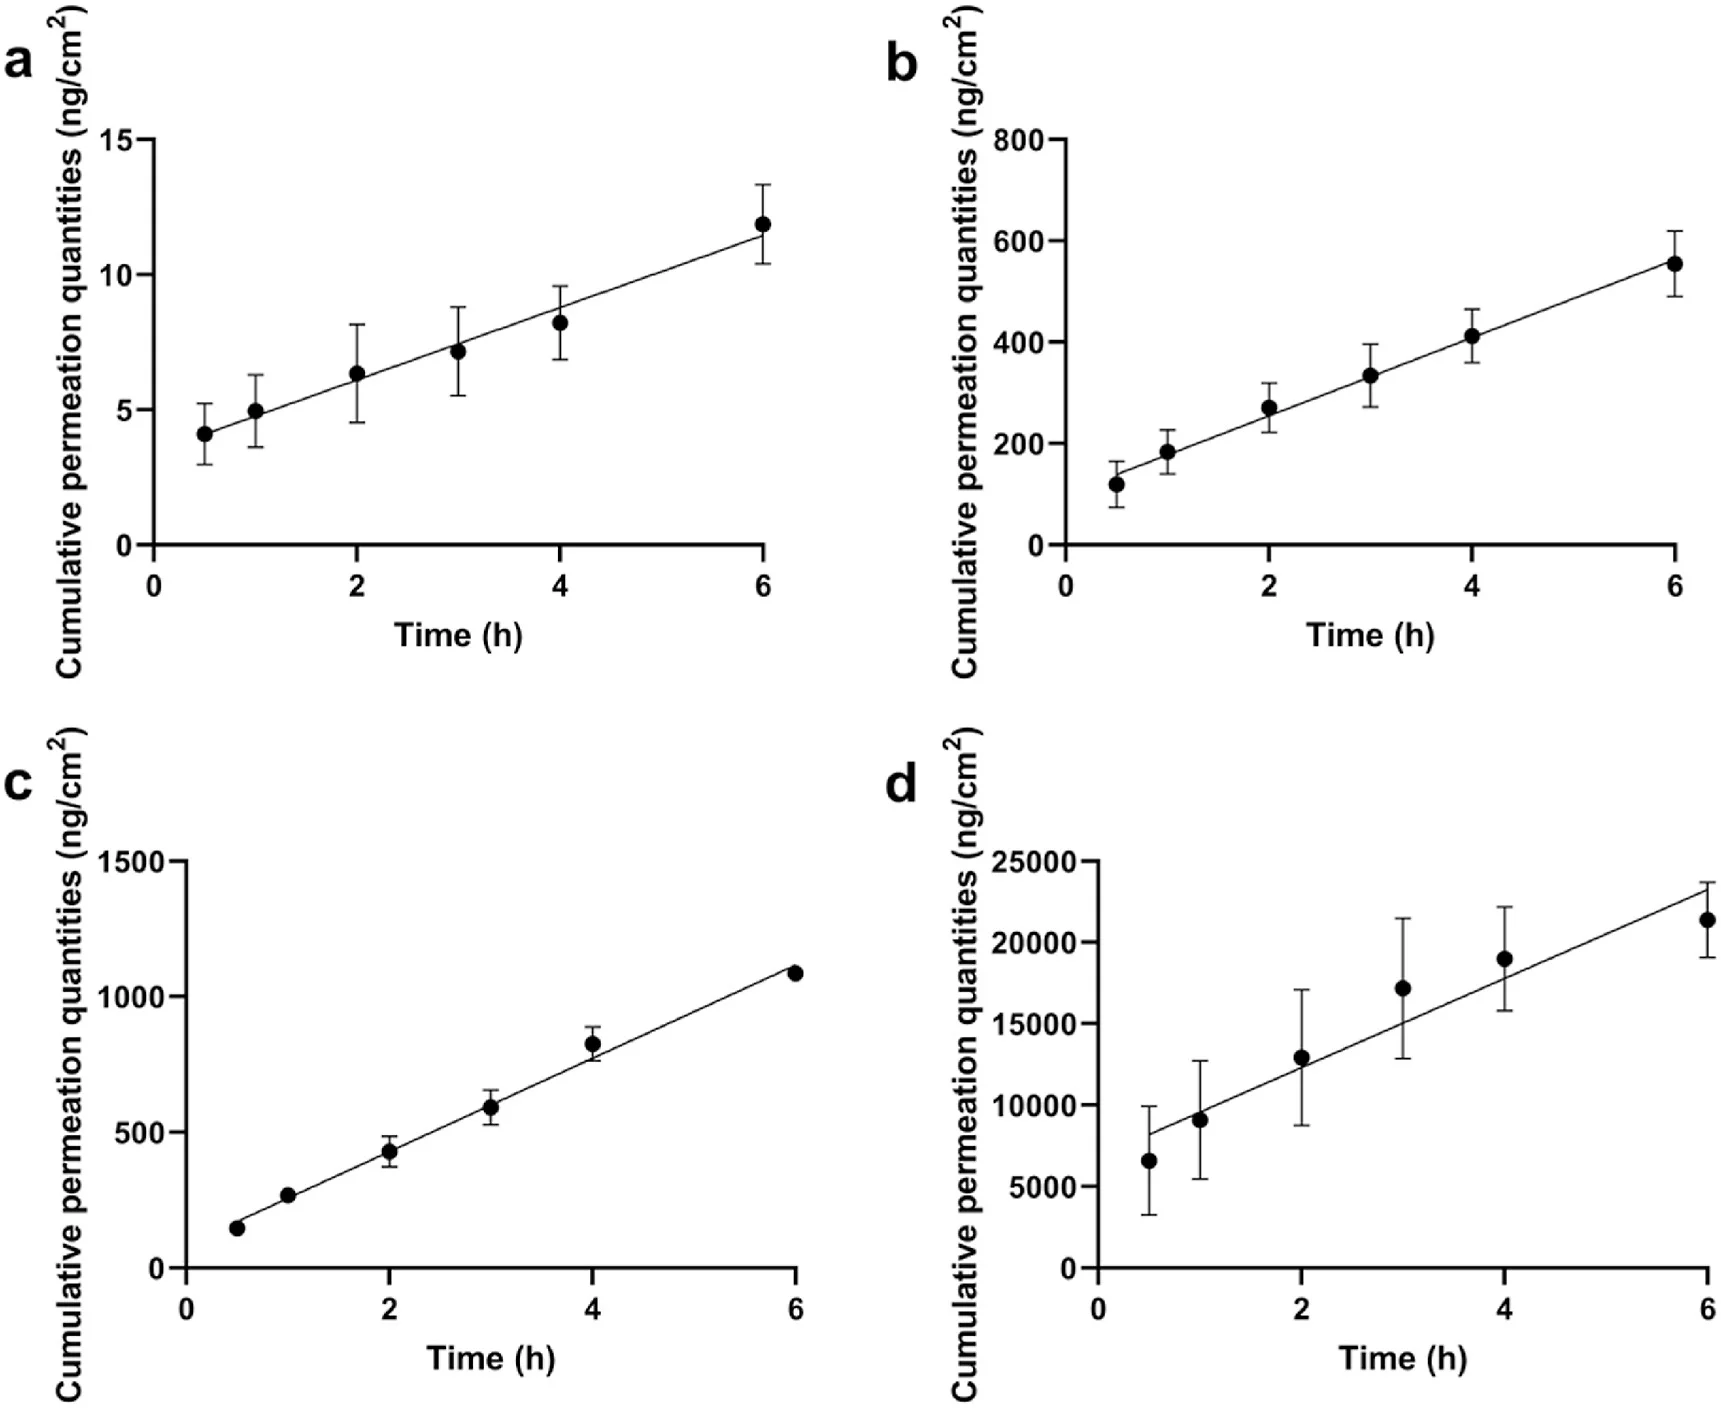 a
Cumulative permeation quantities (ng/cm²)
15
10
5
0
0 2 4 6
Time (h)
b
Cumulative permeation quantities (ng/cm²)
800
600
400
200
0
0 2 4 6
Time (h)
c
Cumulative permeation quantities (ng/cm²)
1500
1000
500
0
0 2 4 6
Time (h)
d
Cumulative permeation quantities (ng/cm²)
25000
20000
15000
10000
5000
0
0 2 4 6
Time (h)